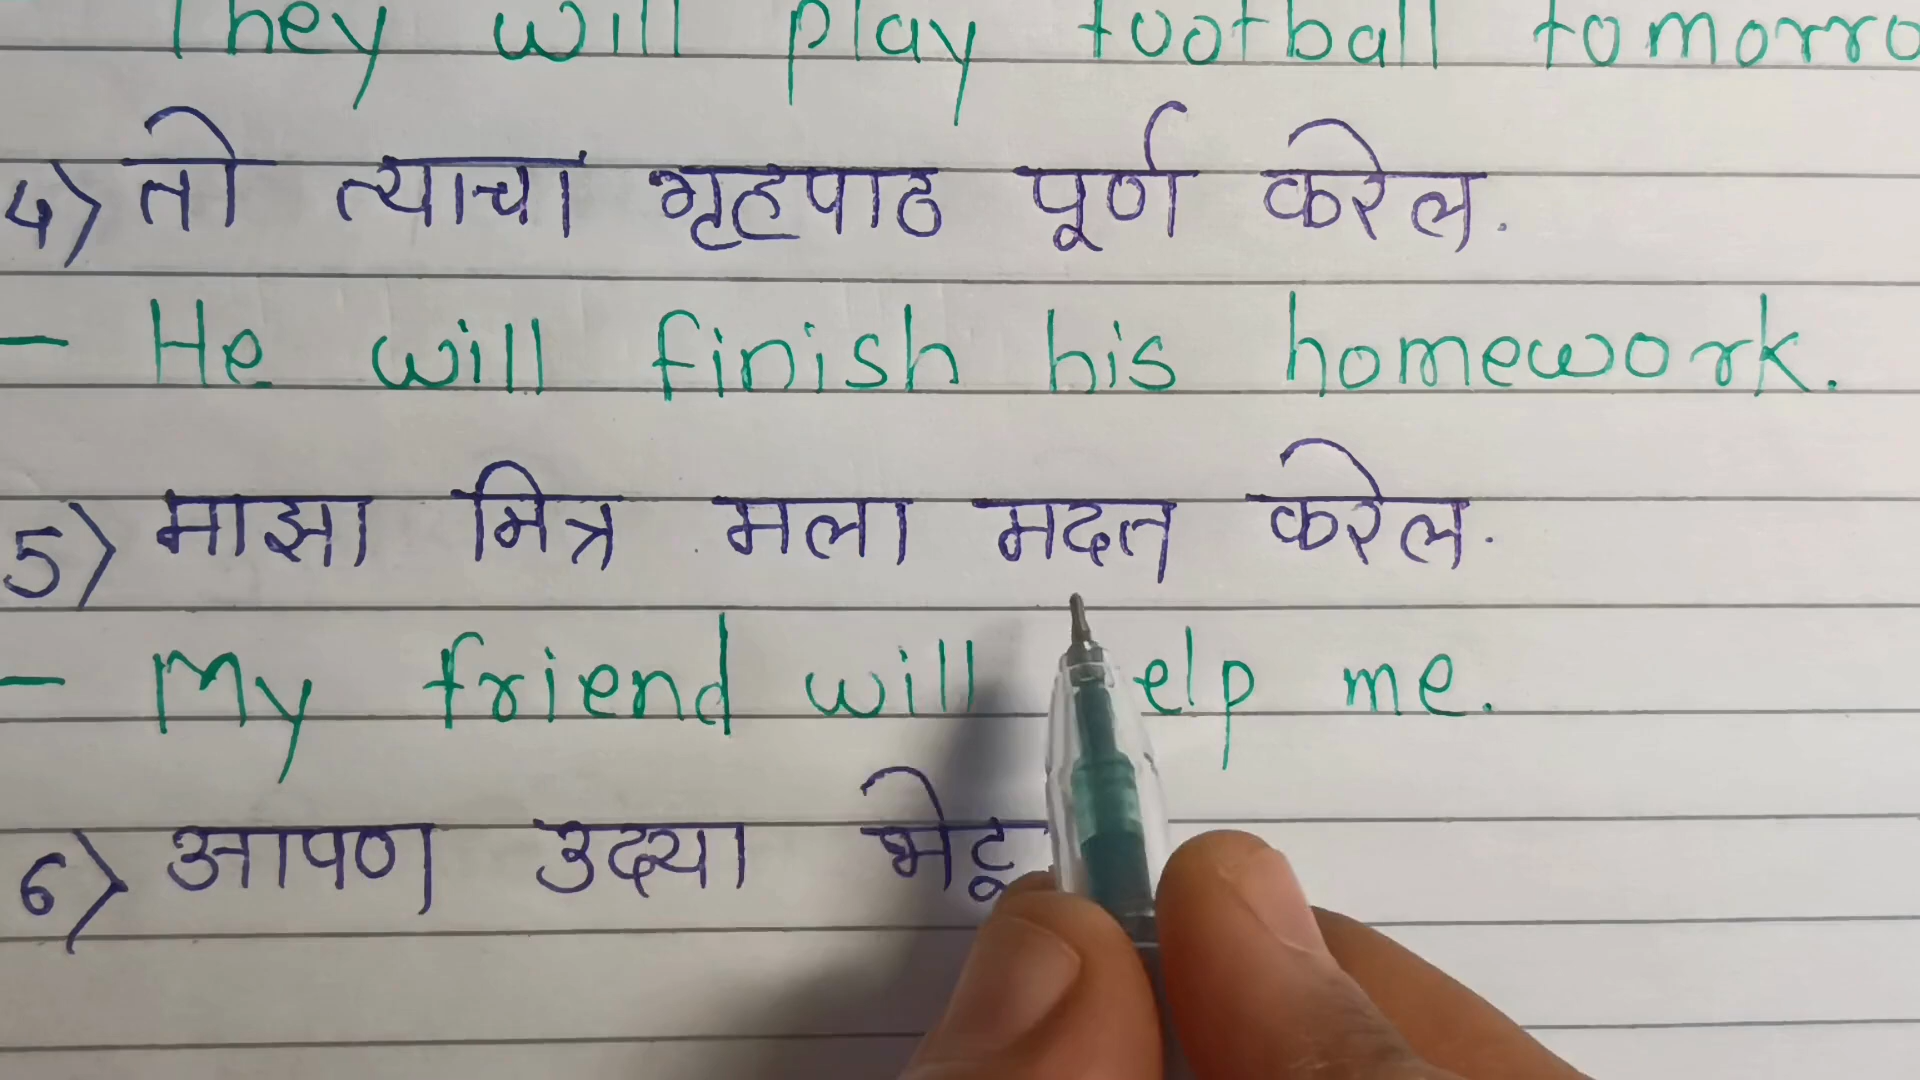 They will play football tomorro
4) तो त्याचा गृहपाठ पूर्ण करेल.
- He will finish his homework.
5) माझा मित्र मला मदत करेल.
- My friend will elp me.
6) आपण उद्या भेटू